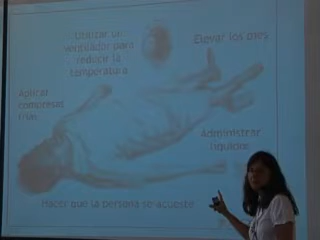 Utilizar un
ventilador para
reducir la
temperatura
Elevar los pies
Aplicar
compresas
frías
Administrar
líquidos
Hacer que la persona se acueste